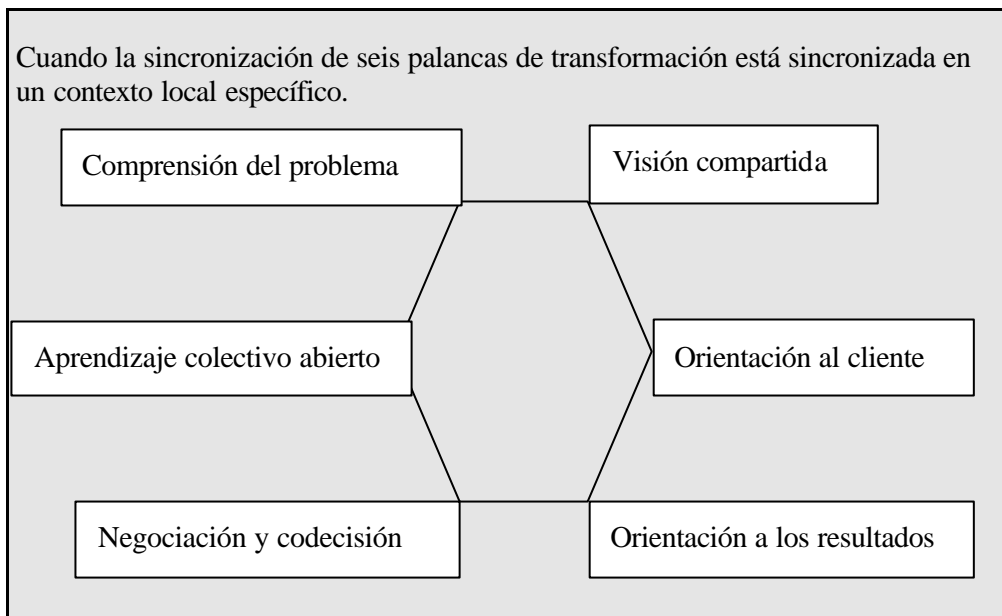 Cuando la sincronización de seis palancas de transformación está sincronizada en
un contexto local específico.
Comprensión del problema
Visión compartida
Aprendizaje colectivo abierto
Orientación al cliente
Negociación y codecisión
Orientación a los resultados